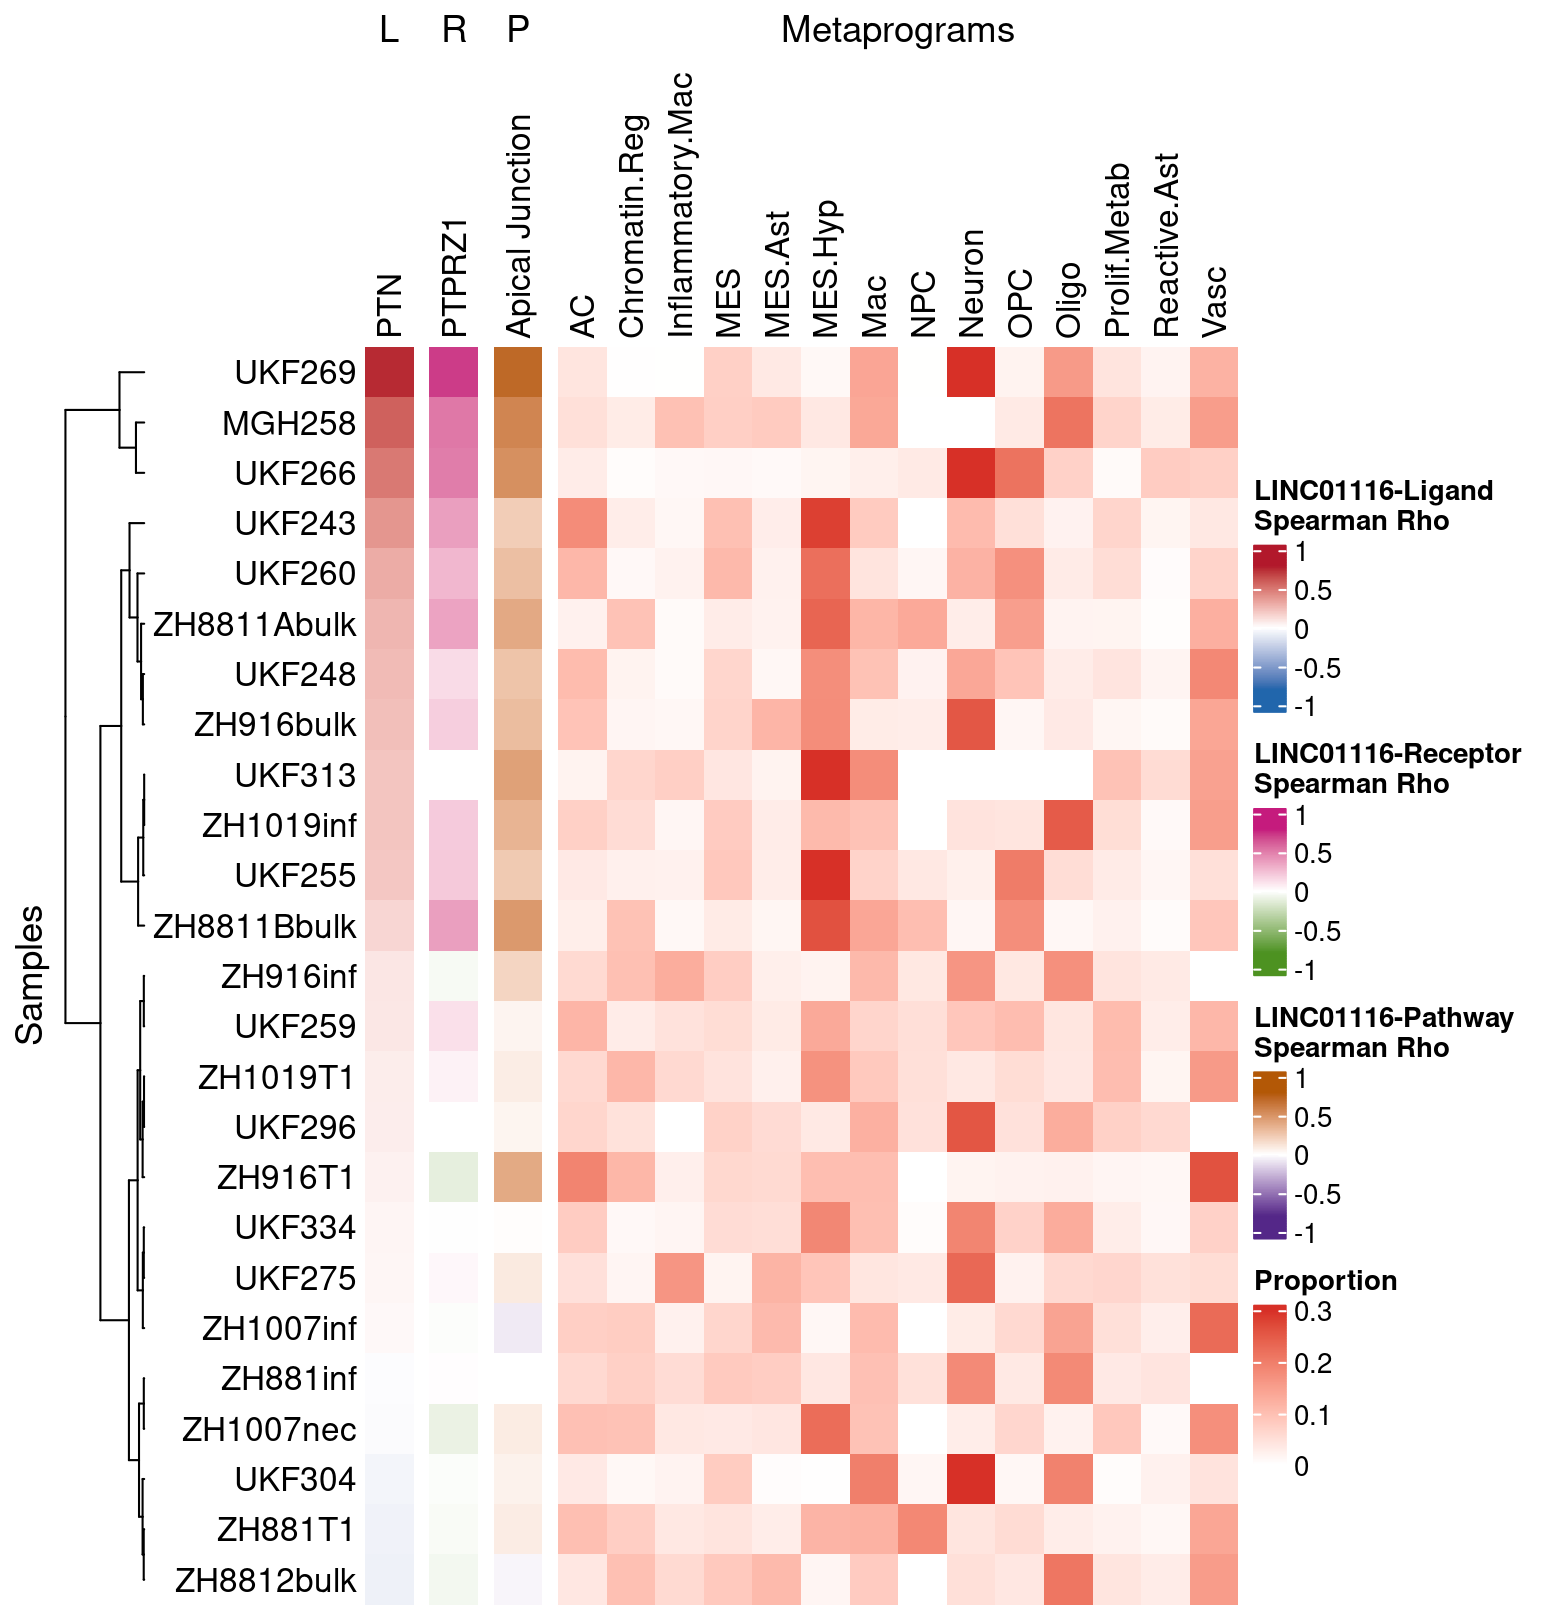 L R P Metaprograms
PTN PTPRZ1 Apical Junction AC Chromatin.Reg Inflammatory.Mac MES MES.Ast MES.Hyp Mac NPC Neuron OPC Oligo Prolif.Metab Reactive.Ast Vasc
Samples
UKF269
MGH258
UKF266
UKF243
UKF260
ZH8811Abulk
UKF248
ZH916bulk
UKF313
ZH1019inf
UKF255
ZH8811Bbulk
ZH916inf
UKF259
ZH1019T1
UKF296
ZH916T1
UKF334
UKF275
ZH1007inf
ZH881inf
ZH1007nec
UKF304
ZH881T1
ZH8812bulk
LINC01116-Ligand
Spearman Rho
1
0.5
0
-0.5
-1
LINC01116-Receptor
Spearman Rho
1
0.5
0
-0.5
-1
LINC01116-Pathway
Spearman Rho
1
0.5
0
-0.5
-1
Proportion
0.3
0.2
0.1
0